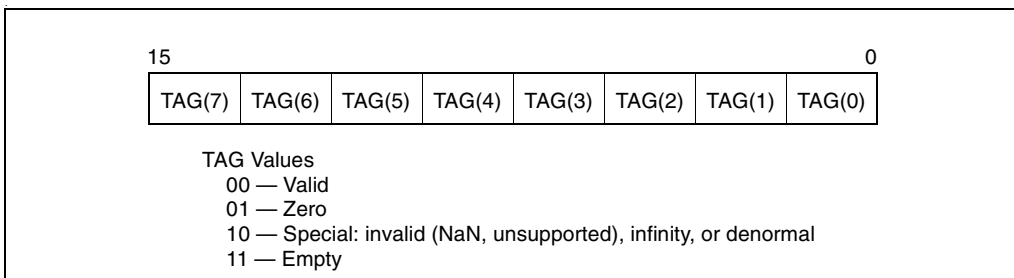 15 0
TAG(7) TAG(6) TAG(5) TAG(4) TAG(3) TAG(2) TAG(1) TAG(0)
TAG Values
00 — Valid
01 — Zero
10 — Special: invalid (NaN, unsupported), infinity, or denormal
11 — Empty